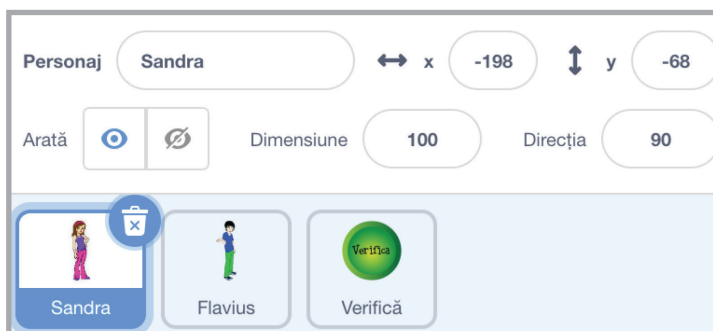 Personaj Sandra x -198 y -68
Arată Dimensiune 100 Direcția 90
Verifica
Sandra Flavius Verifică